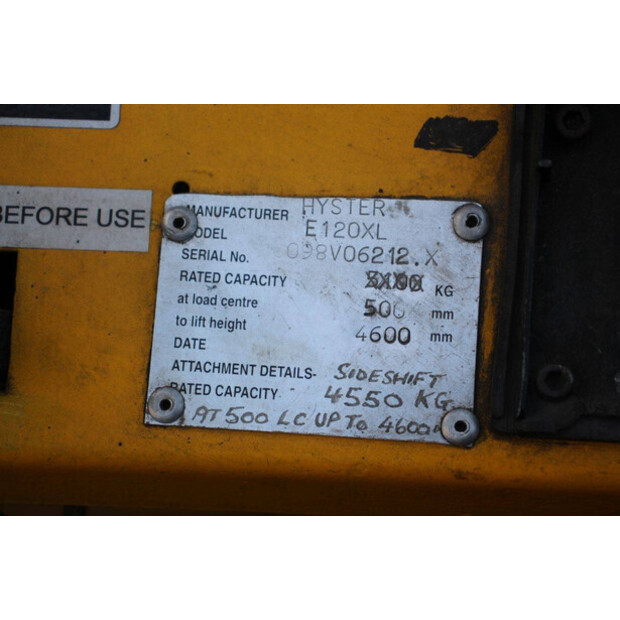 BEFORE USE
MANUFACTURER HYSTER
MODEL E120XL
SERIAL No. 098V06212.X
RATED CAPACITY KG
at load centre 500 mm
to lift height 4600 mm
DATE
ATTACHMENT DETAILS- SIDESHIFT
RATED CAPACITY 4550 KG
AT 500 LC UP TO 4600